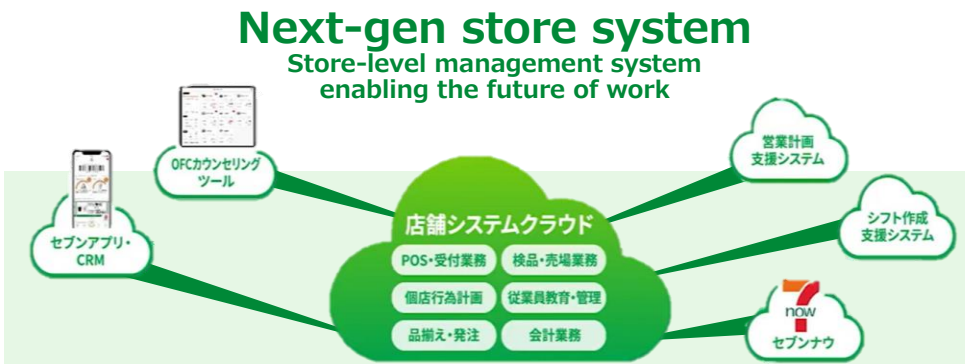 Next-gen store system
Store-level management system
enabling the future of work
OFCカウンセリング
ツール
セブンアプリ・
CRM
店舗システムクラウド
POS・受付業務
検品・売場業務
個店行為計画
従業員教育・管理
品揃え・発注
会計業務
営業計画
支援システム
シフト作成
支援システム
7
now
セブンナウ